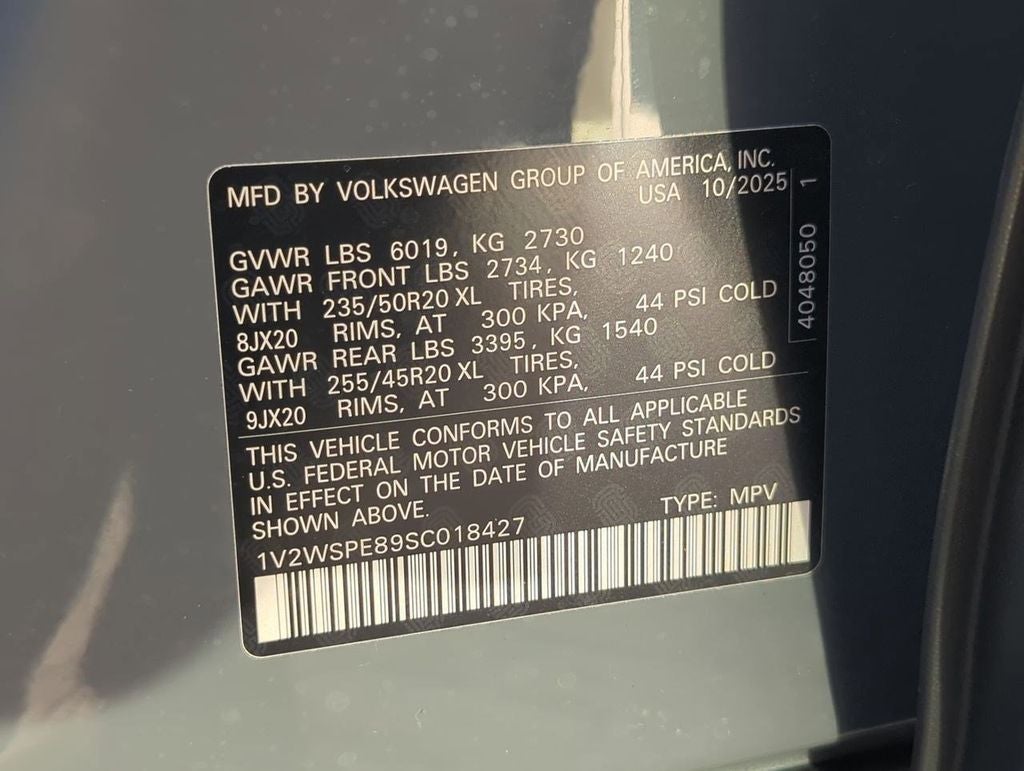 MFD BY VOLKSWAGEN GROUP OF AMERICA, INC.
USA 10/2025
GVWR LBS 6019, KG 2730
GAWR FRONT LBS 2734, KG 1240
WITH 235/50R20 XL TIRES,
8JX20 RIMS, AT 300 KPA, 44 PSI COLD
GAWR REAR LBS 3395, KG 1540
WITH 255/45R20 XL TIRES,
9JX20 RIMS, AT 300 KPA, 44 PSI COLD
THIS VEHICLE CONFORMS TO ALL APPLICABLE
U.S. FEDERAL MOTOR VEHICLE SAFETY STANDARDS
IN EFFECT ON THE DATE OF MANUFACTURE
SHOWN ABOVE.
TYPE: MPV
1V2WSPE89SC018427
4048050 1